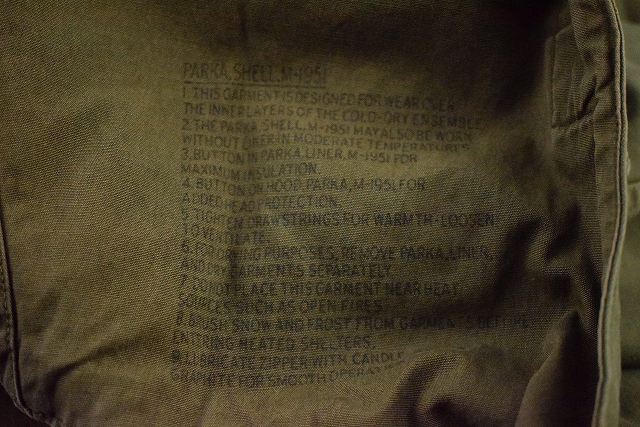 PARKA, SHELL, M-1951
1. THIS GARMENT IS DESIGNED FOR WEAR OVER
THE INNER LAYERS OF THE COLD-DRY ENSEMBLE
2. THE PARKA, SHELL, M-1951 MAY ALSO BE WORN
WITHOUT LINER IN MODERATE TEMPERATURES
3. BUTTON IN PARKA, LINER, M-1951 FOR
MAXIMUM INSULATION.
4. BUTTON ON HOOD, PARKA, M-1951 FOR
ADDED HEAD PROTECTION.
5. TIGHTEN DRAWSTRINGS FOR WARMTH-LOOSEN
TO VENTILATE.
6. FOR DRYING PURPOSES, REMOVE PARKA, LINER,
AND DRY GARMENTS SEPARATELY
7. DO NOT PLACE THIS GARMENT NEAR HEAT
SOURCES SUCH AS OPEN FIRES
8. BRUSH SNOW AND FROST FROM GARMENTS BEFORE
ENTERING HEATED SHELTERS.
9. LUBRICATE ZIPPER WITH CANDLE
GRAPHITE FOR SMOOTH OPERATION